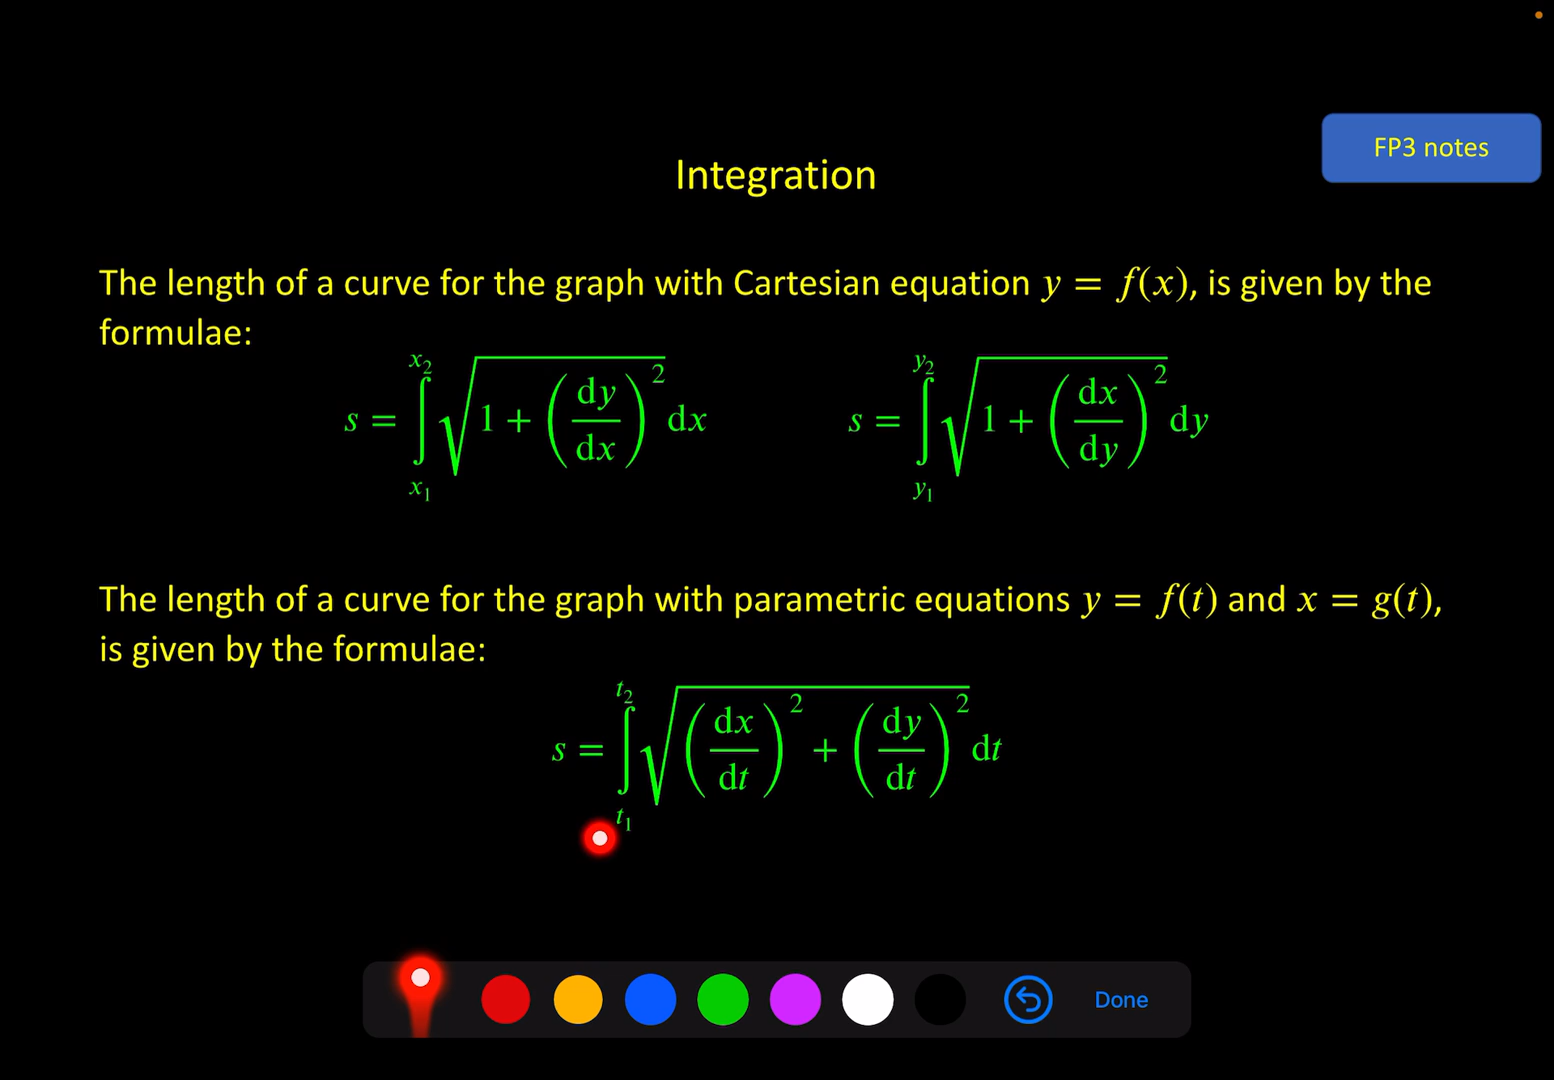 FP3 notes
Integration
The length of a curve for the graph with Cartesian equation y = f(x), is given by the
formulae:
s = ∫_{x₁}^{x₂} √(1 + (dy/dx)²) dx    s = ∫_{y₁}^{y₂} √(1 + (dx/dy)²) dy
The length of a curve for the graph with parametric equations y = f(t) and x = g(t),
is given by the formulae:
s = ∫_{t₁}^{t₂} √((dx/dt)² + (dy/dt)²) dt
Done